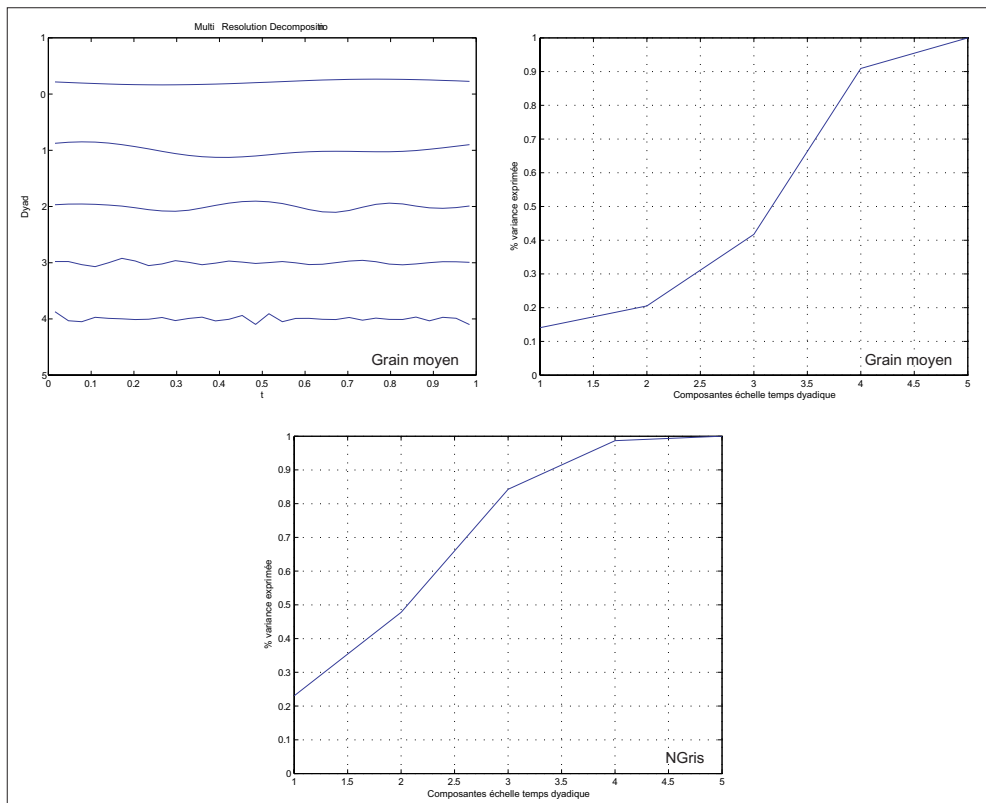 Multi Resolution Decompositio
Dyad
1
0
1
2
3
4
5
0 0.1 0.2 0.3 0.4 0.5 0.6 0.7 0.8 0.9 1
t
Grain moyen
% variance exprimée
1
0.9
0.8
0.7
0.6
0.5
0.4
0.3
0.2
0.1
0
1 1.5 2 2.5 3 3.5 4 4.5 5
Composantes échelle temps dyadique
Grain moyen
% variance exprimée
1
0.9
0.8
0.7
0.6
0.5
0.4
0.3
0.2
0.1
0
1 1.5 2 2.5 3 3.5 4 4.5 5
Composantes échelle temps dyadique
NGris